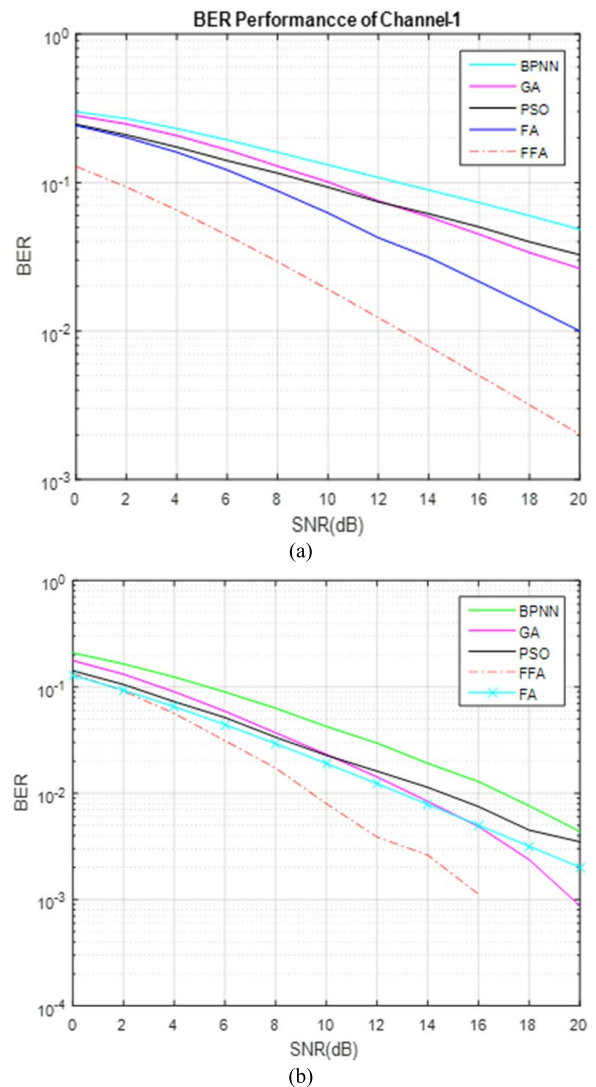 BER Performancce of Channel-1
10^0
10^-1
10^-2
10^-3
BER
BPNN
GA
PSO
FA
FFA
0 2 4 6 8 10 12 14 16 18 20
SNR(dB)
(a)
10^0
10^-1
10^-2
10^-3
10^-4
BER
BPNN
GA
PSO
FFA
FA
0 2 4 6 8 10 12 14 16 18 20
SNR(dB)
(b)